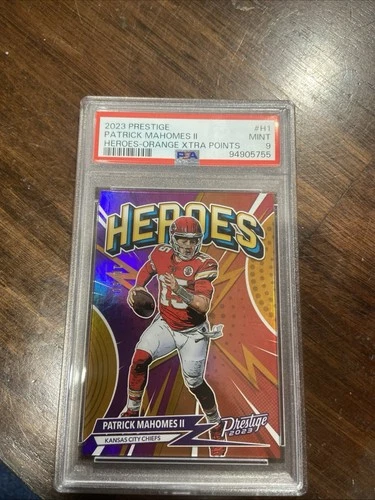 2023 PRESTIGE #H1
PATRICK MAHOMES II MINT
HEROES-ORANGE XTRA POINTS 9
PSA 94905755
HEROES
15
PATRICK MAHOMES II
KANSAS CITY CHIEFS
Prestige
2023